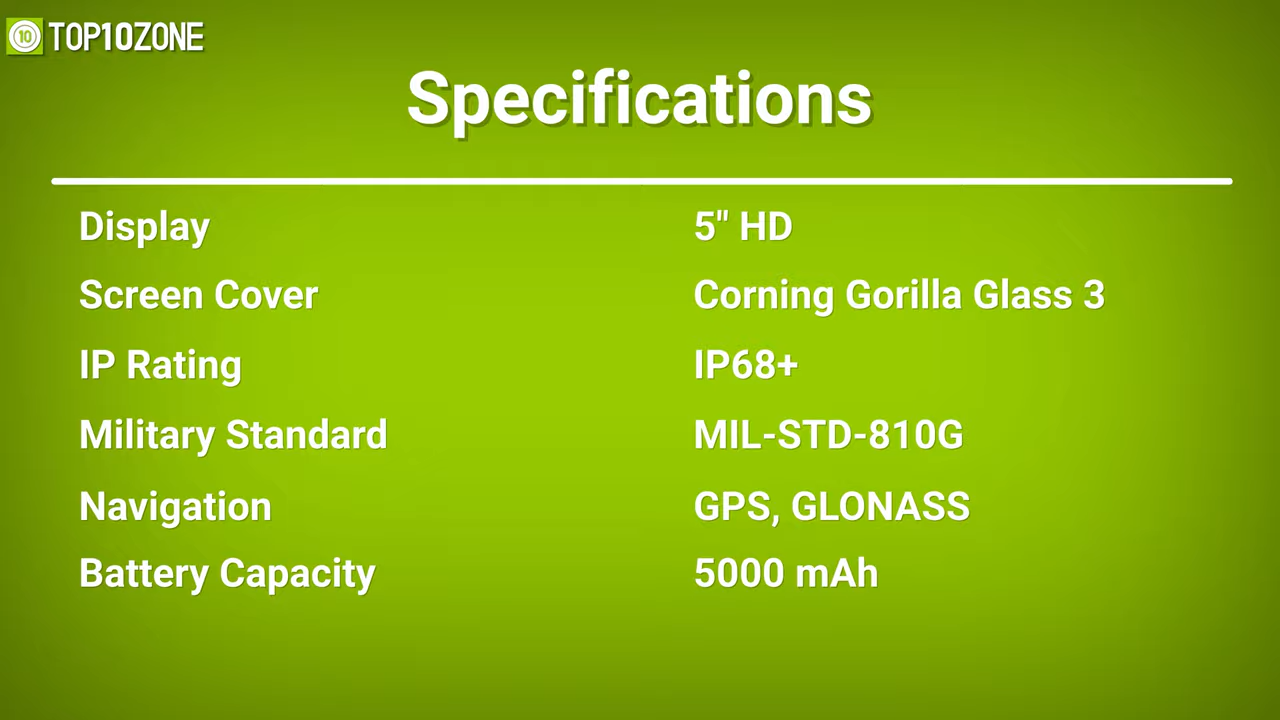 10 TOP10ZONE
Specifications
Display 5" HD
Screen Cover Corning Gorilla Glass 3
IP Rating IP68+
Military Standard MIL-STD-810G
Navigation GPS, GLONASS
Battery Capacity 5000 mAh